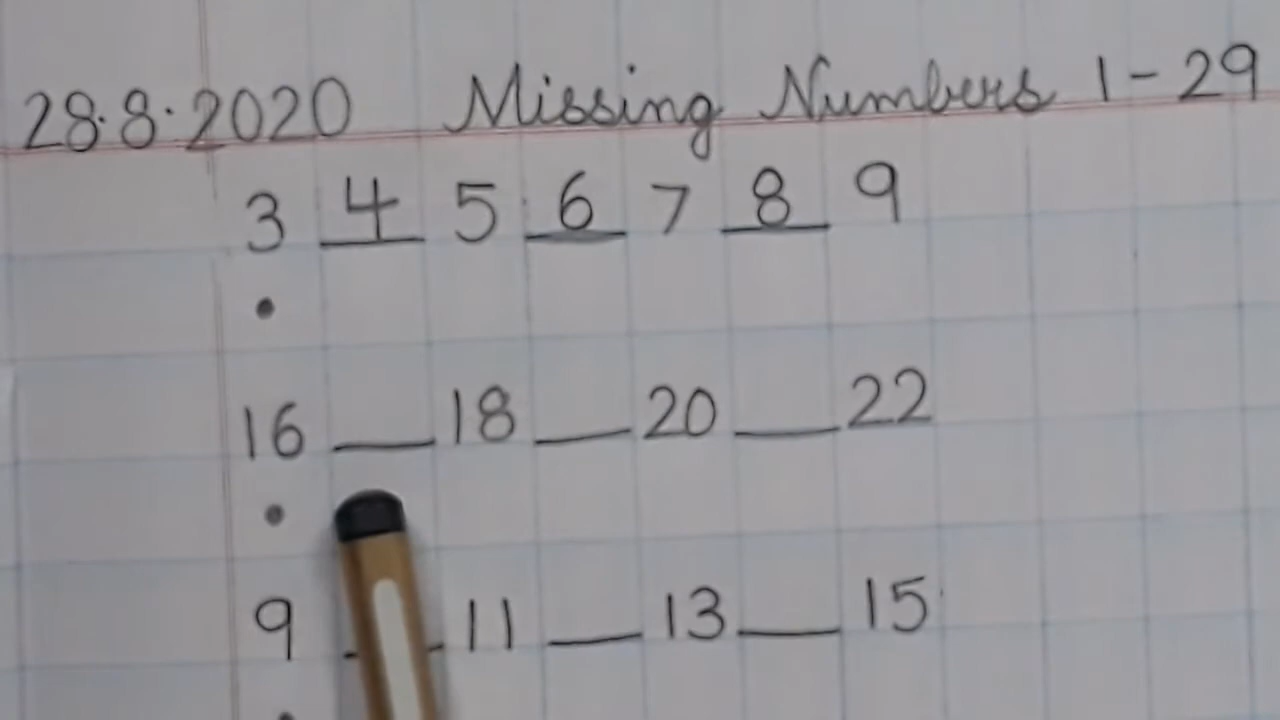 28.8.2020 Missing Numbers 1-29
3 4 5 6 7 8 9
16 __ 18 __ 20 __ 22
9 __ 11 __ 13 __ 15